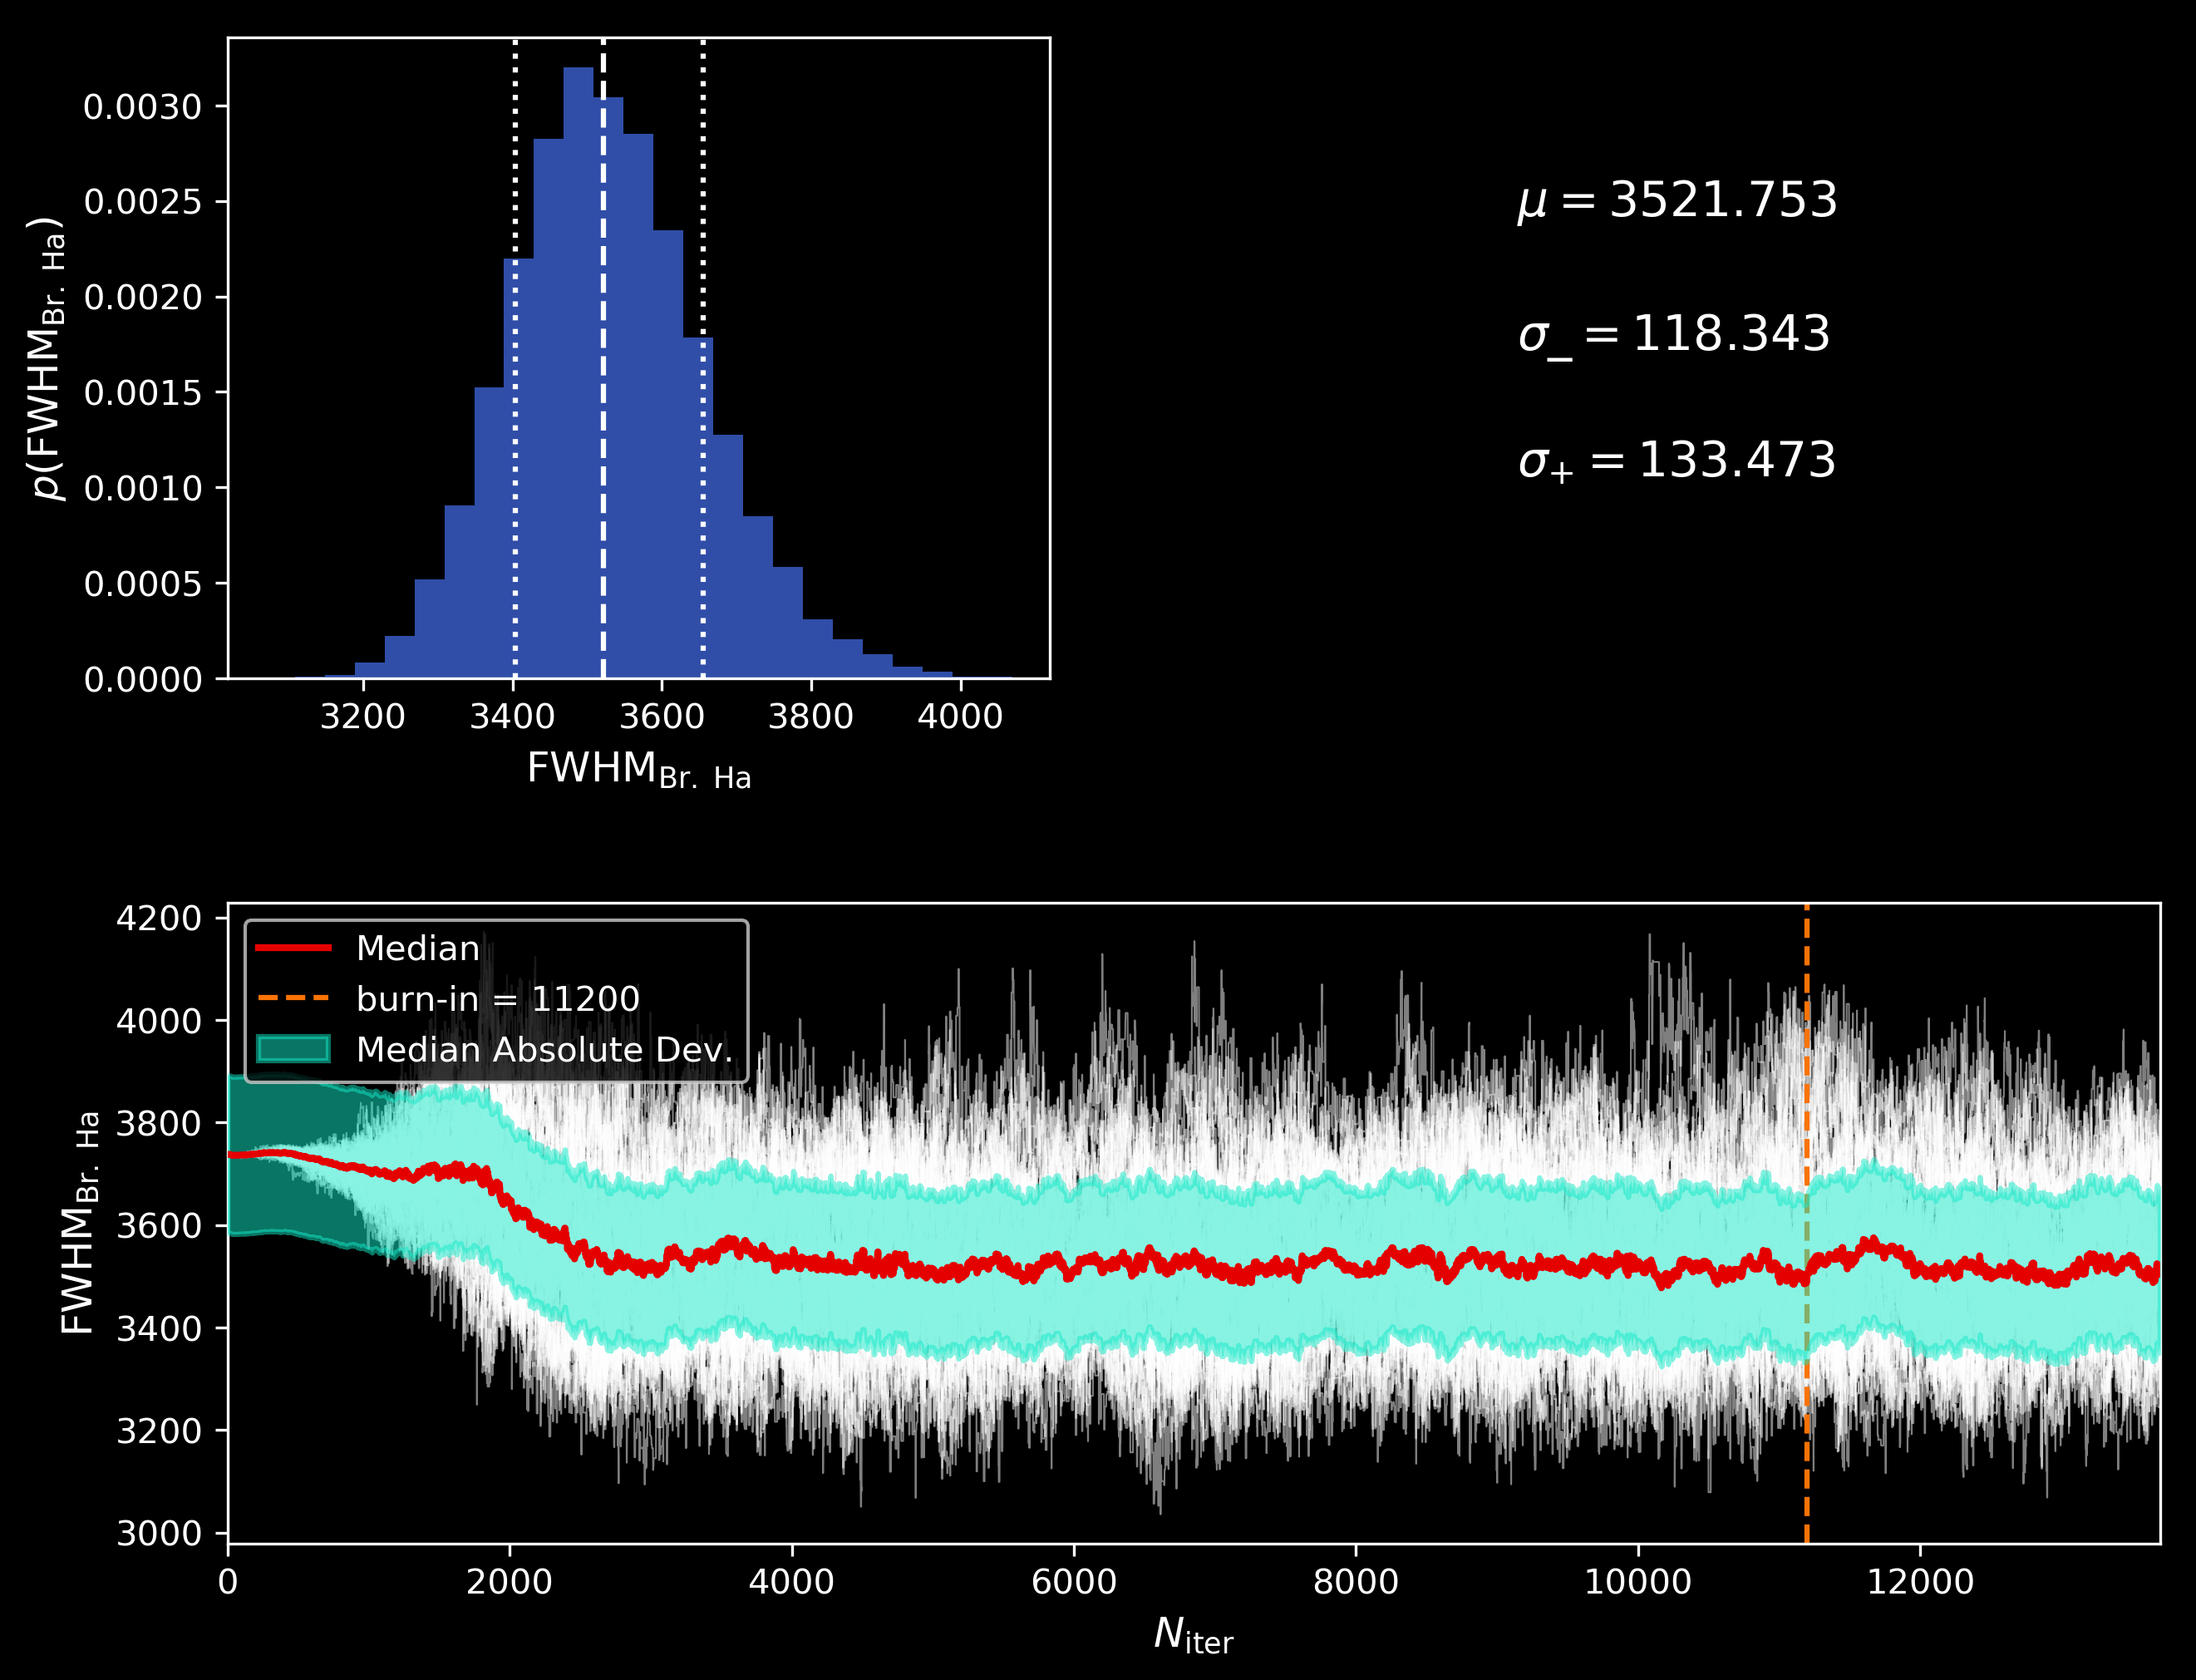 0.0030
0.0025
0.0020
0.0015
0.0010
0.0005
0.0000
p(FWHM_Br. Ha)
3200 3400 3600 3800 4000
FWHM_Br. Ha
μ = 3521.753
σ_− = 118.343
σ_+ = 133.473
4200
4000
3800
3600
3400
3200
3000
FWHM_Br. Ha
Median
burn-in = 11200
Median Absolute Dev.
0 2000 4000 6000 8000 10000 12000
N_iter